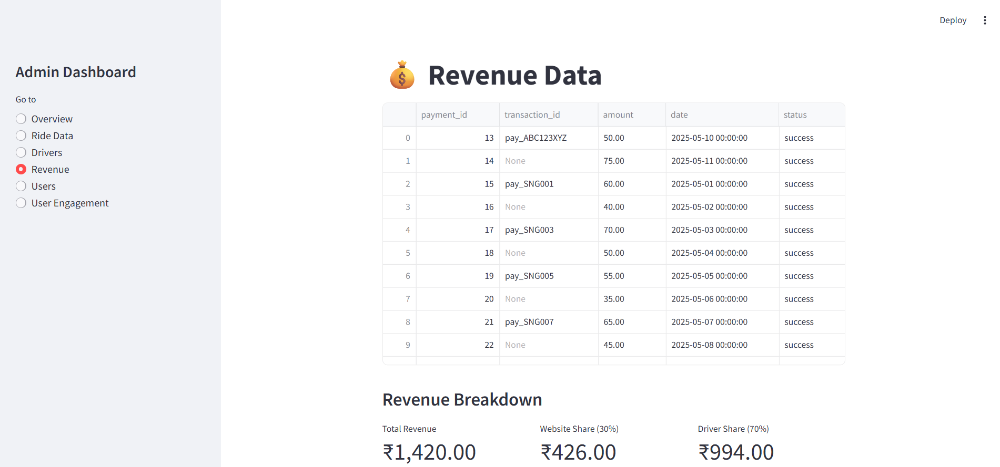 Deploy
Admin Dashboard
Go to
Overview
Ride Data
Drivers
Revenue
Users
User Engagement
Revenue Data
payment_id transaction_id amount date status
0 13 pay_ABC123XYZ 50.00 2025-05-10 00:00:00 success
1 14 None 75.00 2025-05-11 00:00:00 success
2 15 pay_SNG001 60.00 2025-05-01 00:00:00 success
3 16 None 40.00 2025-05-02 00:00:00 success
4 17 pay_SNG003 70.00 2025-05-03 00:00:00 success
5 18 None 50.00 2025-05-04 00:00:00 success
6 19 pay_SNG005 55.00 2025-05-05 00:00:00 success
7 20 None 35.00 2025-05-06 00:00:00 success
8 21 pay_SNG007 65.00 2025-05-07 00:00:00 success
9 22 None 45.00 2025-05-08 00:00:00 success
Revenue Breakdown
Total Revenue Website Share (30%) Driver Share (70%)
₹1,420.00 ₹426.00 ₹994.00